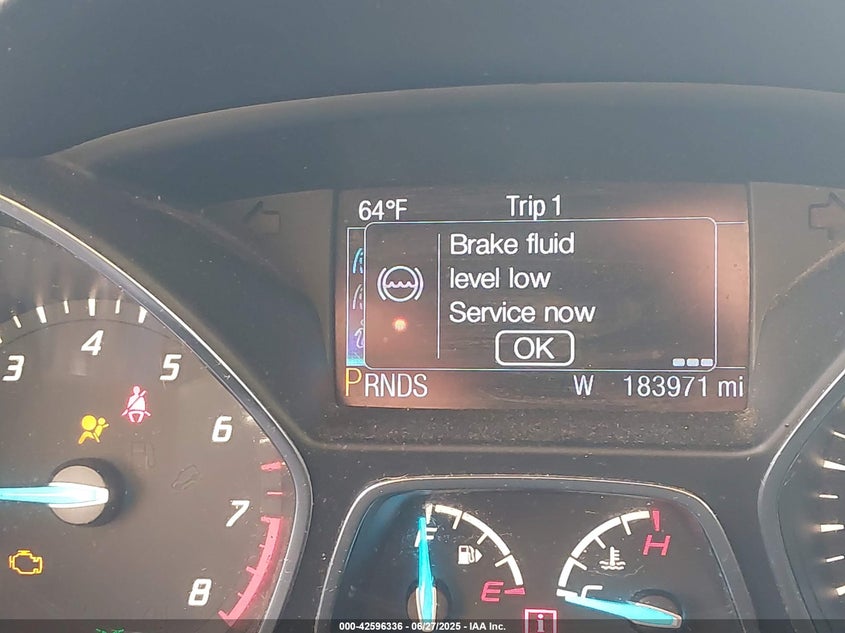 64°F Trip 1
Brake fluid
level low
Service now
OK
PRNDS W 183971 mi
3 4 5 6 7 8
F E
C H
000-42596336 - 06/27/2025 - IAA Inc.